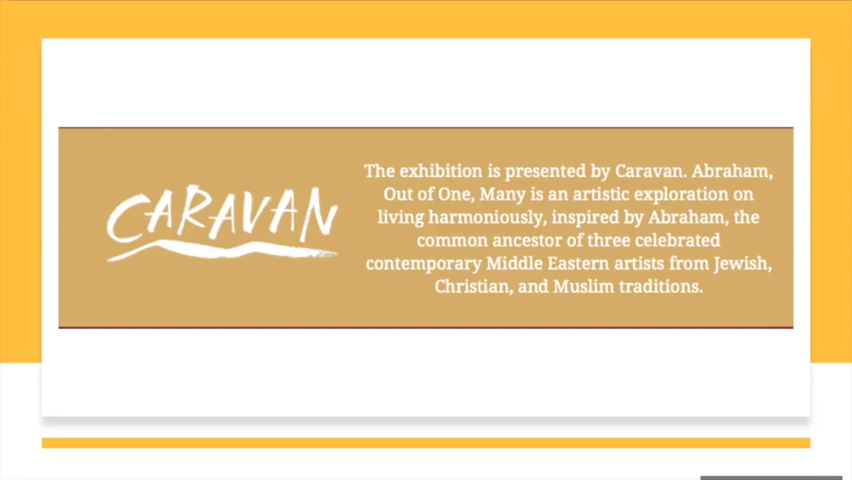 CARAVAN
The exhibition is presented by Caravan. Abraham,
Out of One, Many is an artistic exploration on
living harmoniously, inspired by Abraham, the
common ancestor of three celebrated
contemporary Middle Eastern artists from Jewish,
Christian, and Muslim traditions.